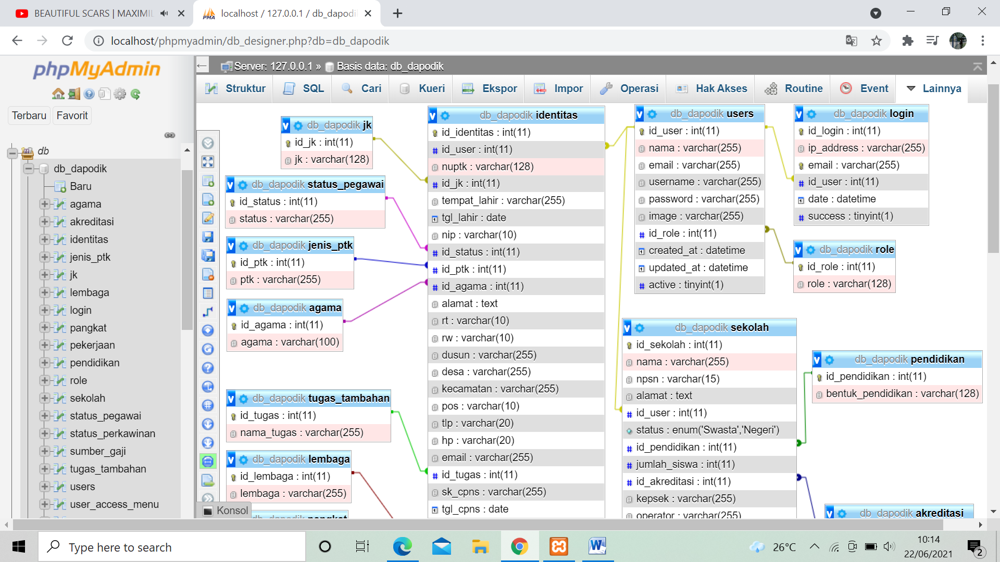 BEAUTIFUL SCARS | MAXIMIL
localhost / 127.0.0.1 / db_dapodi
localhost/phpmyadmin/db_designer.php?db=db_dapodik
phpMyAdmin
Terbaru
Favorit
db
db_dapodik
Baru
agama
akreditasi
identitas
jenis_ptk
jk
lembaga
login
pangkat
pekerjaan
pendidikan
role
sekolah
status_pegawai
status_perkawinan
sumber_gaji
tugas_tambahan
users
user_access_menu
Server: 127.0.0.1 » Basis data: db_dapodik
Struktur
SQL
Cari
Kueri
Ekspor
Impor
Operasi
Hak Akses
Routine
Event
Lainnya
db_dapodik jk
id_jk : int(11)
jk : varchar(128)
db_dapodik status_pegawai
id_status : int(11)
status : varchar(255)
db_dapodik jenis_ptk
id_ptk : int(11)
ptk : varchar(255)
db_dapodik agama
id_agama : int(11)
agama : varchar(100)
db_dapodik tugas_tambahan
id_tugas : int(11)
nama_tugas : varchar(255)
db_dapodik lembaga
id_lembaga : int(11)
lembaga : varchar(255)
db_dapodik pangkat
Konsol
db_dapodik identitas
id_identitas : int(11)
id_user : int(11)
nuptk : varchar(128)
id_jk : int(11)
tempat_lahir : varchar(255)
tgl_lahir : date
nip : varchar(10)
id_status : int(11)
id_ptk : int(11)
id_agama : int(11)
alamat : text
rt : varchar(10)
rw : varchar(10)
dusun : varchar(255)
desa : varchar(255)
kecamatan : varchar(255)
pos : varchar(10)
tlp : varchar(20)
hp : varchar(20)
email : varchar(255)
id_tugas : int(11)
sk_cpns : varchar(255)
tgl_cpns : date
db_dapodik users
id_user : int(11)
nama : varchar(255)
email : varchar(255)
username : varchar(255)
password : varchar(255)
image : varchar(255)
id_role : int(11)
created_at : datetime
updated_at : datetime
active : tinyint(1)
db_dapodik login
id_login : int(11)
ip_address : varchar(255)
email : varchar(255)
id_user : int(11)
date : datetime
success : tinyint(1)
db_dapodik role
id_role : int(11)
role : varchar(128)
db_dapodik sekolah
id_sekolah : int(11)
nama : varchar(255)
npsn : varchar(15)
alamat : text
id_user : int(11)
status : enum('Swasta','Negeri')
id_pendidikan : int(11)
jumlah_siswa : int(11)
id_akreditasi : int(11)
kepsek : varchar(255)
operator : varchar(255)
db_dapodik pendidikan
id_pendidikan : int(11)
bentuk_pendidikan : varchar(128)
db_dapodik akreditasi
Type here to search
26°C
10:14
22/06/2021
2